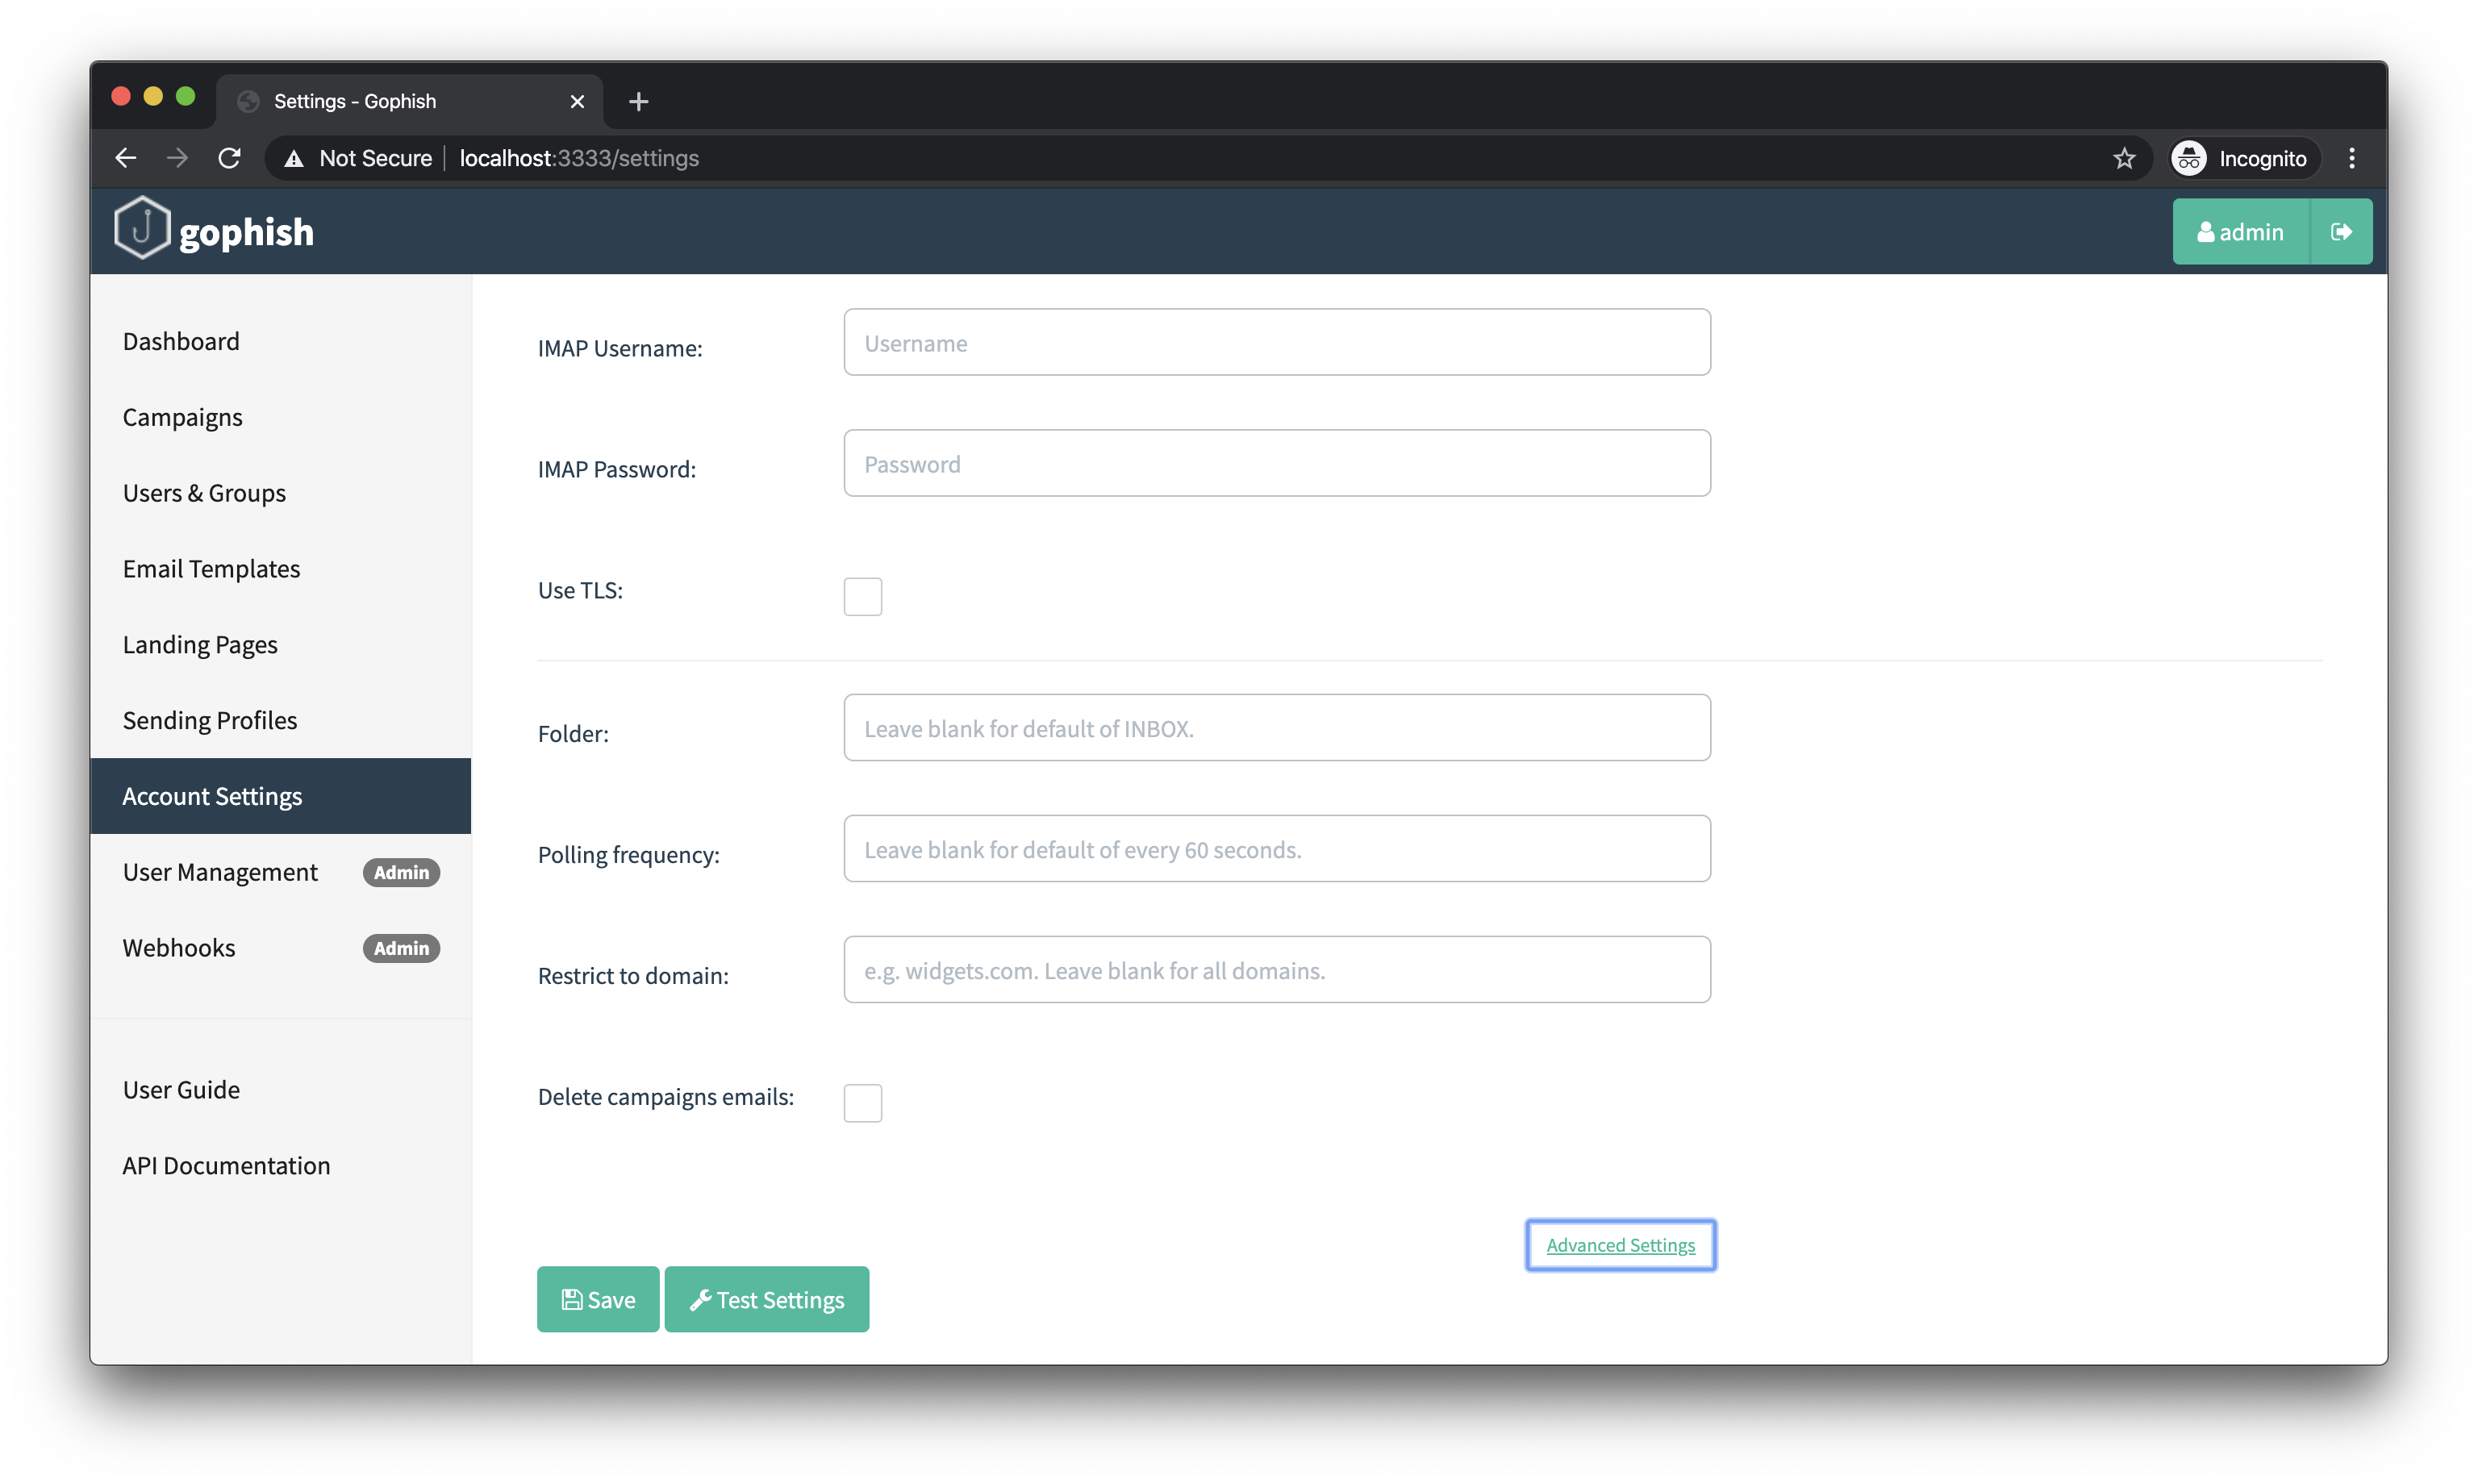 Settings - Gophish
Not Secure localhost:3333/settings Incognito
gophish admin
Dashboard
Campaigns
Users & Groups
Email Templates
Landing Pages
Sending Profiles
Account Settings
User Management Admin
Webhooks Admin
User Guide
API Documentation
IMAP Username: Username
IMAP Password: Password
Use TLS:
Folder: Leave blank for default of INBOX.
Polling frequency: Leave blank for default of every 60 seconds.
Restrict to domain: e.g. widgets.com. Leave blank for all domains.
Delete campaigns emails:
Advanced Settings
Save Test Settings